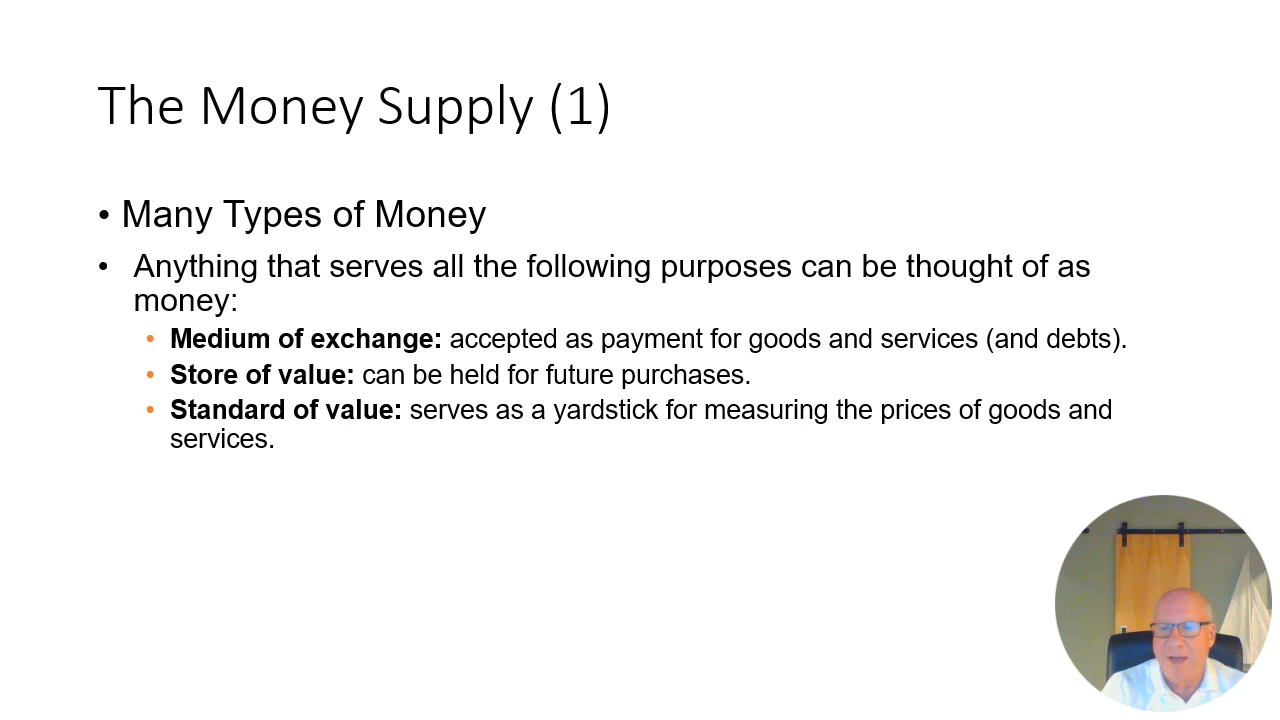 The Money Supply (1)
• Many Types of Money
• Anything that serves all the following purposes can be thought of as
money:
• Medium of exchange: accepted as payment for goods and services (and debts).
• Store of value: can be held for future purchases.
• Standard of value: serves as a yardstick for measuring the prices of goods and
services.